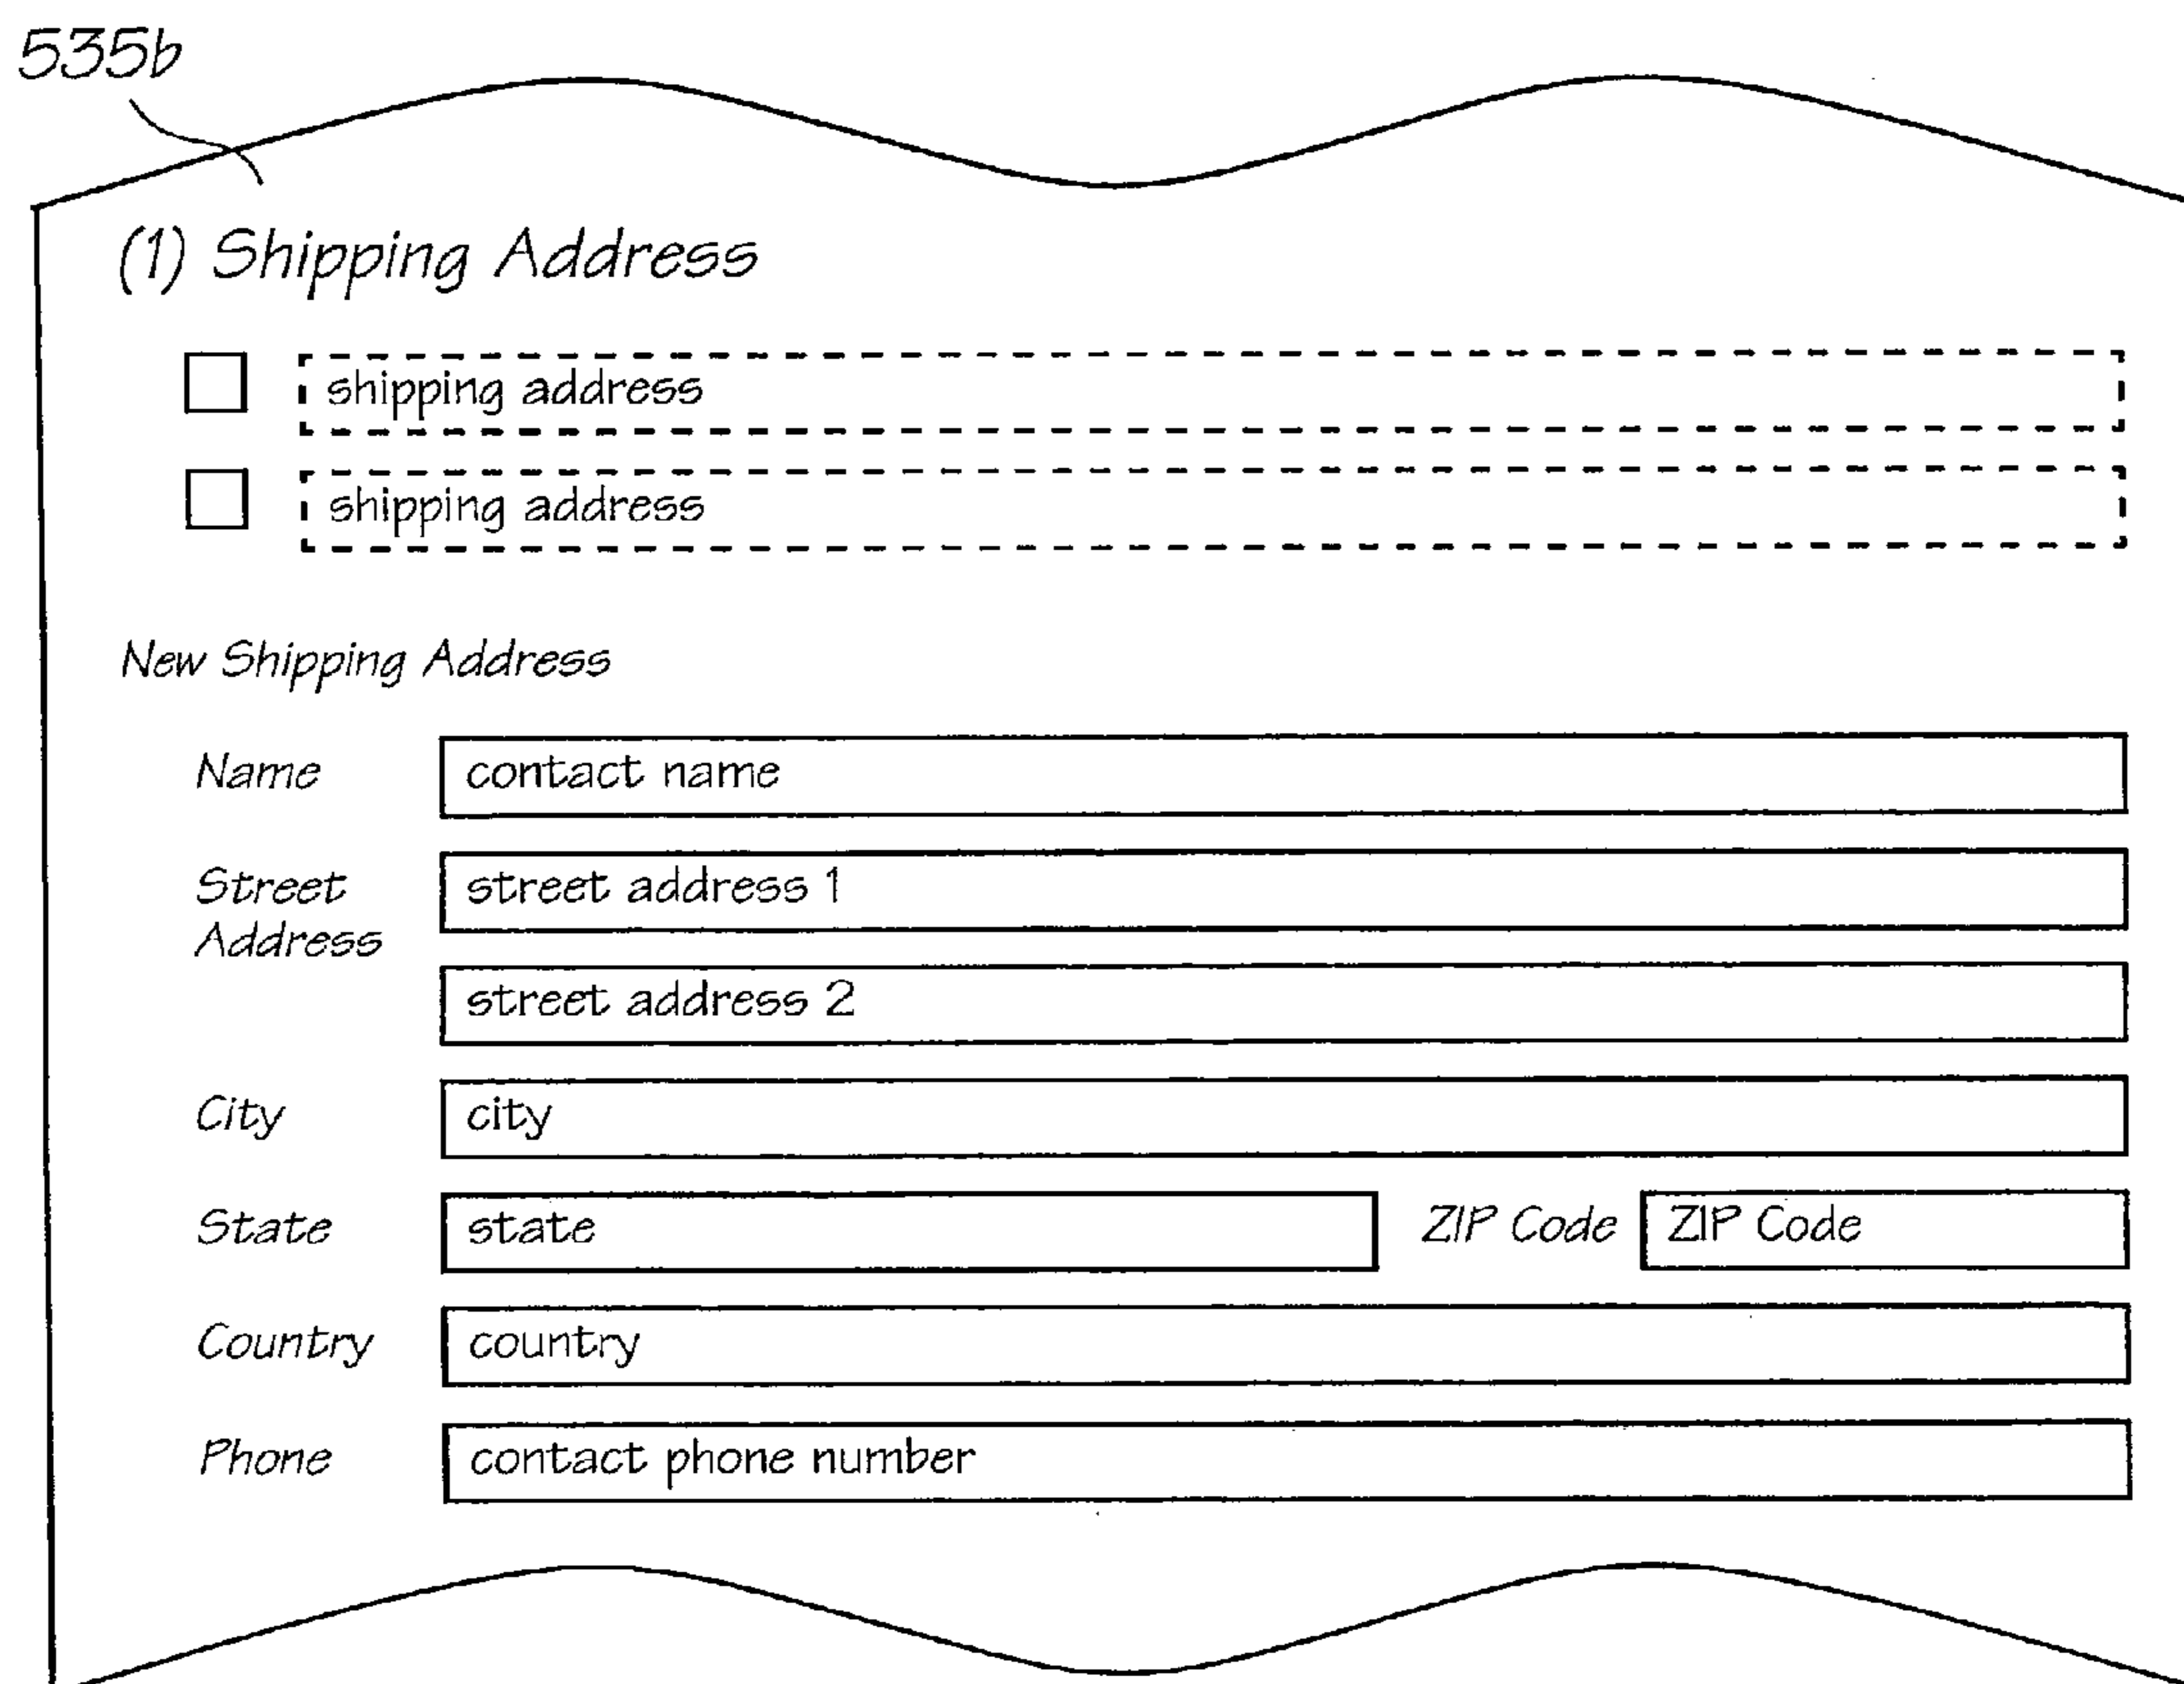 535b
(1) Shipping Address
shipping address
shipping address
New Shipping Address
Name contact name
Street Address street address 1
street address 2
City city
State state ZIP Code ZIP Code
Country country
Phone contact phone number